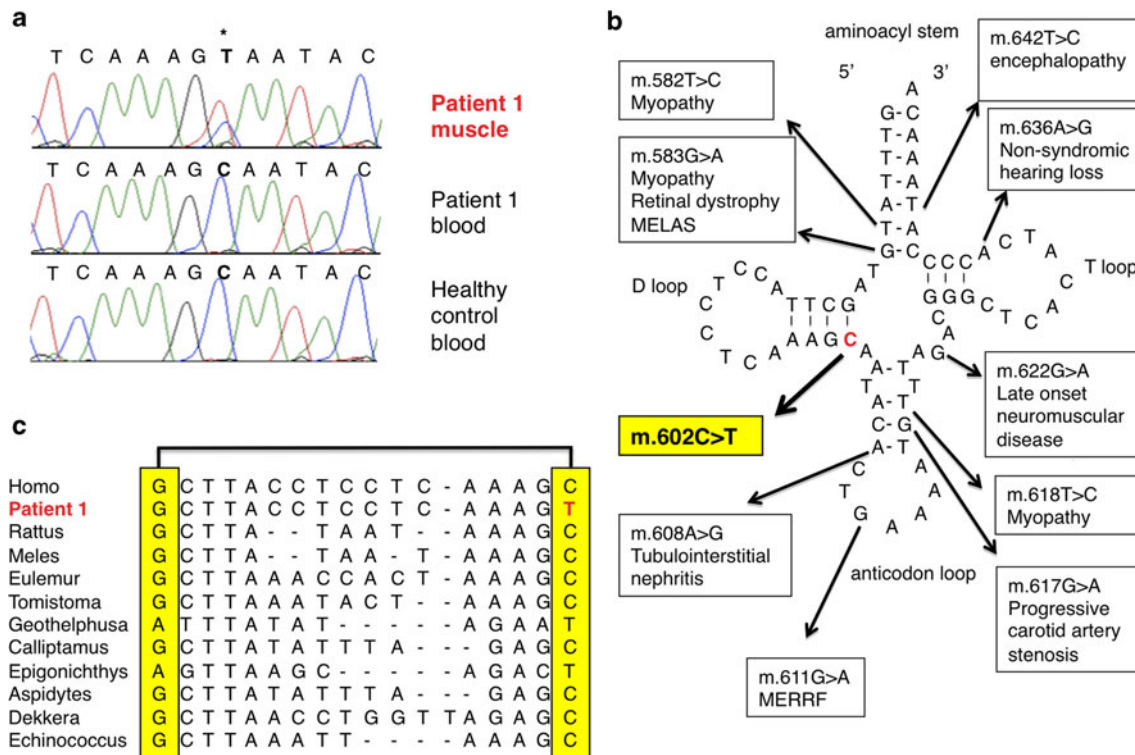 a
*
T C A A A G T A A T A C
Patient 1
muscle
T C A A A G C A A T A C
Patient 1
blood
T C A A A G C A A T A C
Healthy
control
blood
b
aminoacyl stem
5’ 3’
m.582T>C
Myopathy
m.583G>A
Myopathy
Retinal dystrophy
MELAS
m.642T>C
encephalopathy
m.636A>G
Non-syndromic
hearing loss
A
C
G - A
T - A
T - A
T - A
A - T
T - A
G - C
T
A
D loop
A T T C G
C C T C C T C A
A A A G C
C C C C A C T A C A C T C G G G G
T loop
A C G A
A - T
A T
T - T
A - T
C - G
A - T
C A
T A
G A A
m.602C>T
m.622G>A
Late onset
neuromuscular
disease
m.608A>G
Tubulointerstitial
nephritis
anticodon loop
m.618T>C
Myopathy
m.617G>A
Progressive
carotid artery
stenosis
m.611G>A
MERRF
c
Homo G C T T A C C T C C T C - A A A G C
Patient 1 G C T T A C C T C C T C - A A A G T
Rattus G C T T A - - T A A T - A A A G C
Meles G C T T A - - T A A - T - A A A G C
Eulemur G C T T A A A C C A C T - A A A G C
Tomistoma G C T T A A A T A C T - - A A A G C
Geothelphusa A T T T A T A T - - - - - A G A A T
Calliptamus G C T T A T A T T T A - - - G A G C
Epigonichthys A G T T A A G C - - - - - A G A C T
Aspidytes G C T T A T A T T T A - - - G A G C
Dekkera G C T T A A C C T G G T T A G A G C
Echinococcus G C T T A A A T T - - - - A A A G C